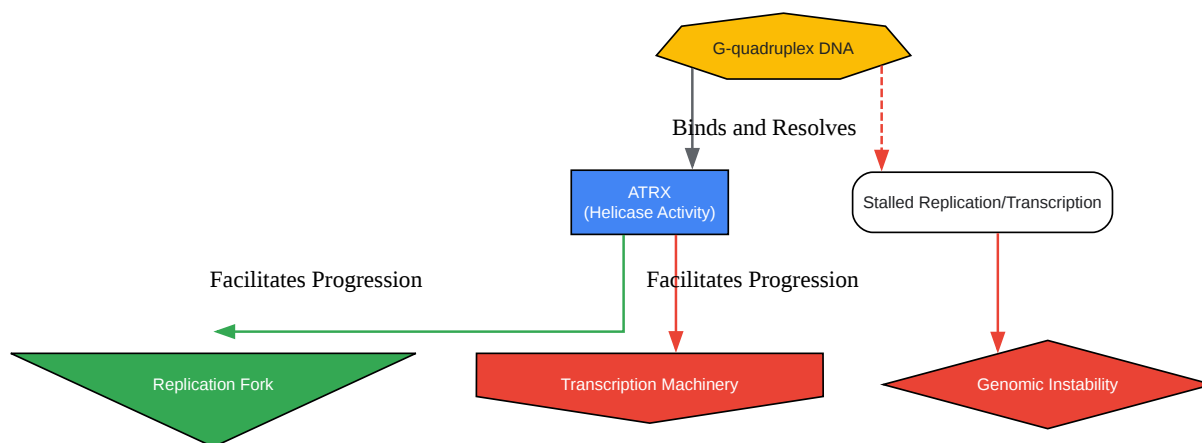 G-quadruplex DNA
Binds and Resolves
ATRX
(Helicase Activity)
Stalled Replication/Transcription
Facilitates Progression
Facilitates Progression
Replication Fork
Transcription Machinery
Genomic Instability